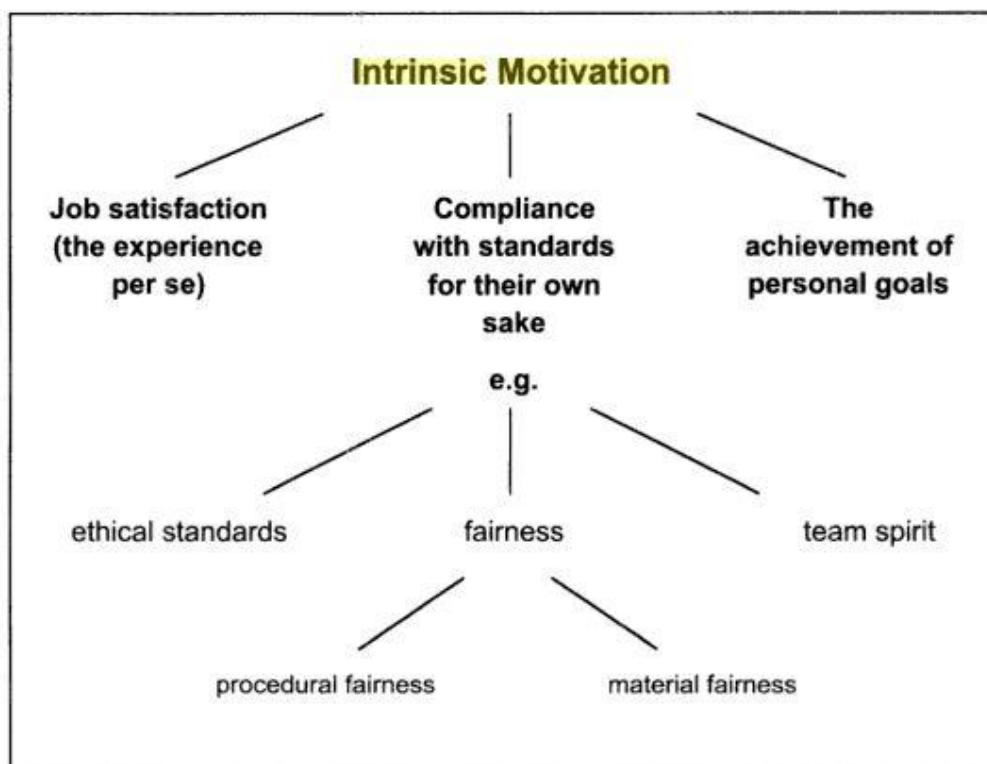 Intrinsic Motivation
Job satisfaction
(the experience
per se)
Compliance
with standards
for their own
sake
e.g.
The
achievement of
personal goals
ethical standards
fairness
team spirit
procedural fairness
material fairness